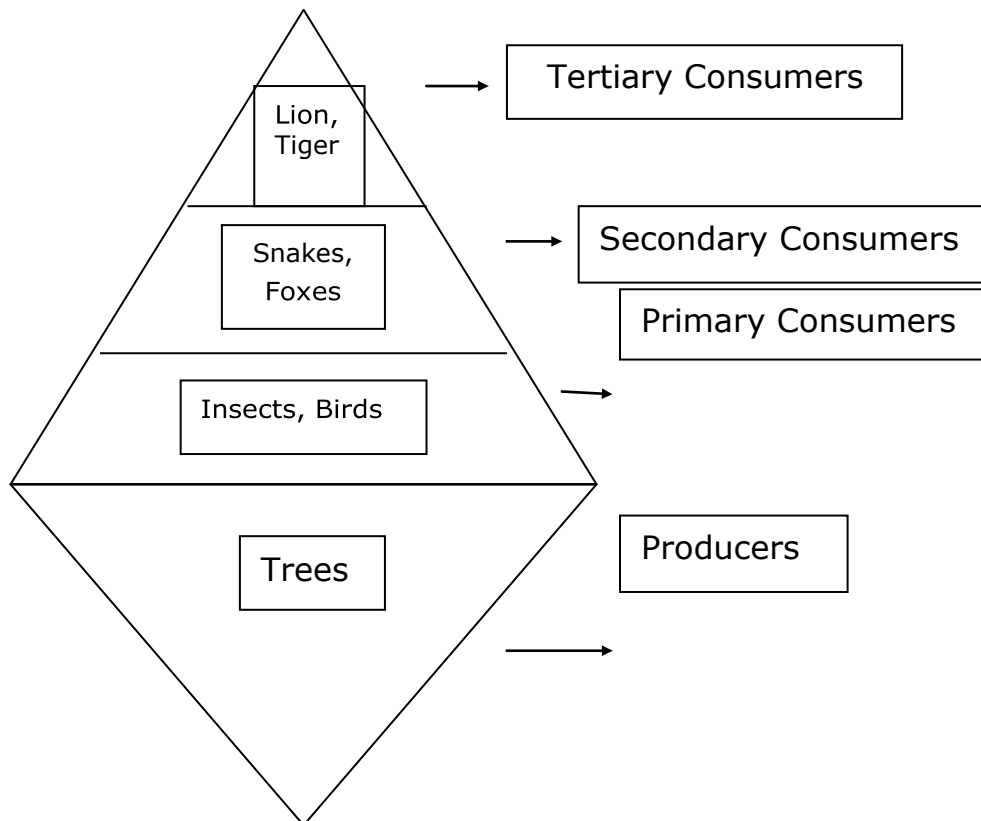 Lion,
Tiger
Tertiary Consumers
Snakes,
Foxes
Secondary Consumers
Primary Consumers
Insects, Birds
Trees
Producers